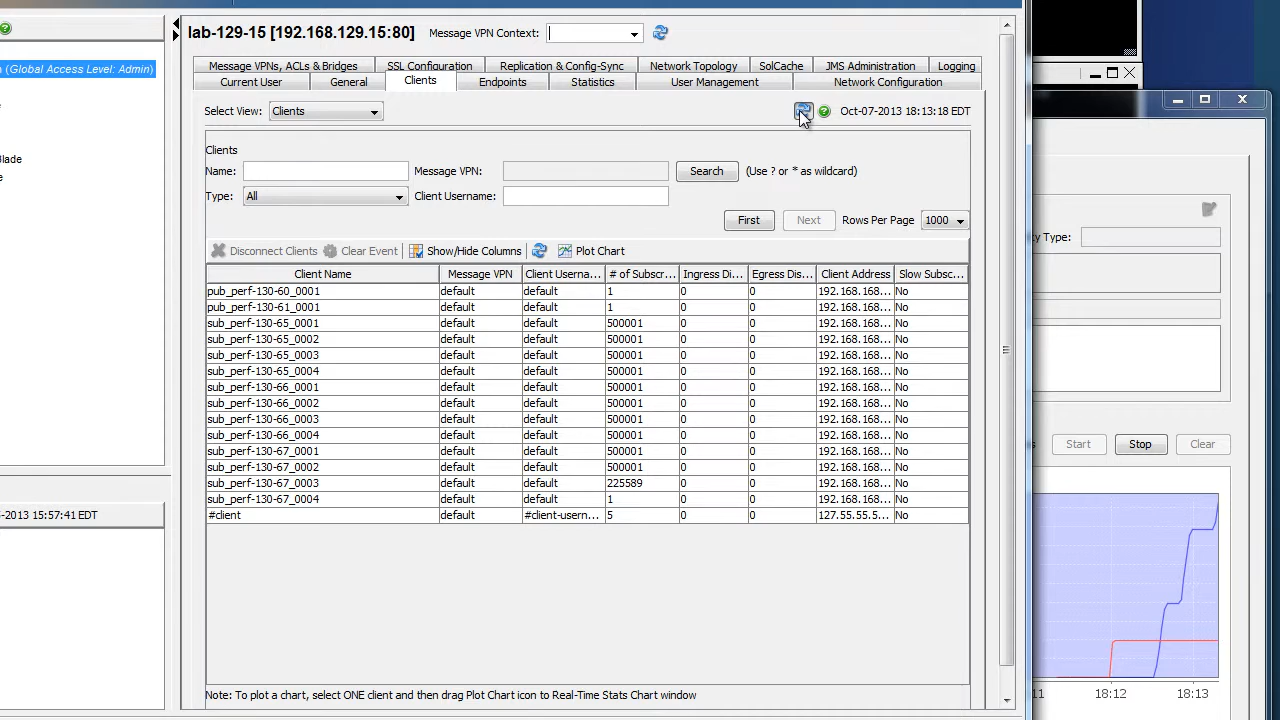 lab-129-15 [192.168.129.15:80] Message VPN Context:
(Global Access Level: Admin)
Message VPNs, ACLs & Bridges SSL Configuration Replication & Config-Sync Network Topology SolCache JMS Administration Logging
Current User General Clients Endpoints Statistics User Management Network Configuration
Select View: Clients Oct-07-2013 18:13:18 EDT
Blade
Clients
Name: Message VPN: Search (Use ? or * as wildcard)
Type: All Client Username:
First Next Rows Per Page 1000
ty Type:
Disconnect Clients Clear Event Show/Hide Columns Plot Chart
Client Name Message VPN Client Userna... # of Subscr... Ingress Di... Egress Dis... Client Address Slow Subsc...
pub_perf-130-60_0001 default default 1 0 0 192.168.168... No
pub_perf-130-61_0001 default default 1 0 0 192.168.168... No
sub_perf-130-65_0001 default default 500001 0 0 192.168.168... No
sub_perf-130-65_0002 default default 500001 0 0 192.168.168... No
sub_perf-130-65_0003 default default 500001 0 0 192.168.168... No
sub_perf-130-65_0004 default default 500001 0 0 192.168.168... No
sub_perf-130-66_0001 default default 500001 0 0 192.168.168... No
sub_perf-130-66_0002 default default 500001 0 0 192.168.168... No
sub_perf-130-66_0003 default default 500001 0 0 192.168.168... No
sub_perf-130-66_0004 default default 500001 0 0 192.168.168... No
sub_perf-130-67_0001 default default 500001 0 0 192.168.168... No
sub_perf-130-67_0002 default default 500001 0 0 192.168.168... No
sub_perf-130-67_0003 default default 225589 0 0 192.168.168... No
sub_perf-130-67_0004 default default 1 0 0 192.168.168... No
#client default #client-usern... 5 0 0 127.55.55.5... No
Start Stop Clear
-2013 15:57:41 EDT
11 18:12 18:13
Note: To plot a chart, select ONE client and then drag Plot Chart icon to Real-Time Stats Chart window